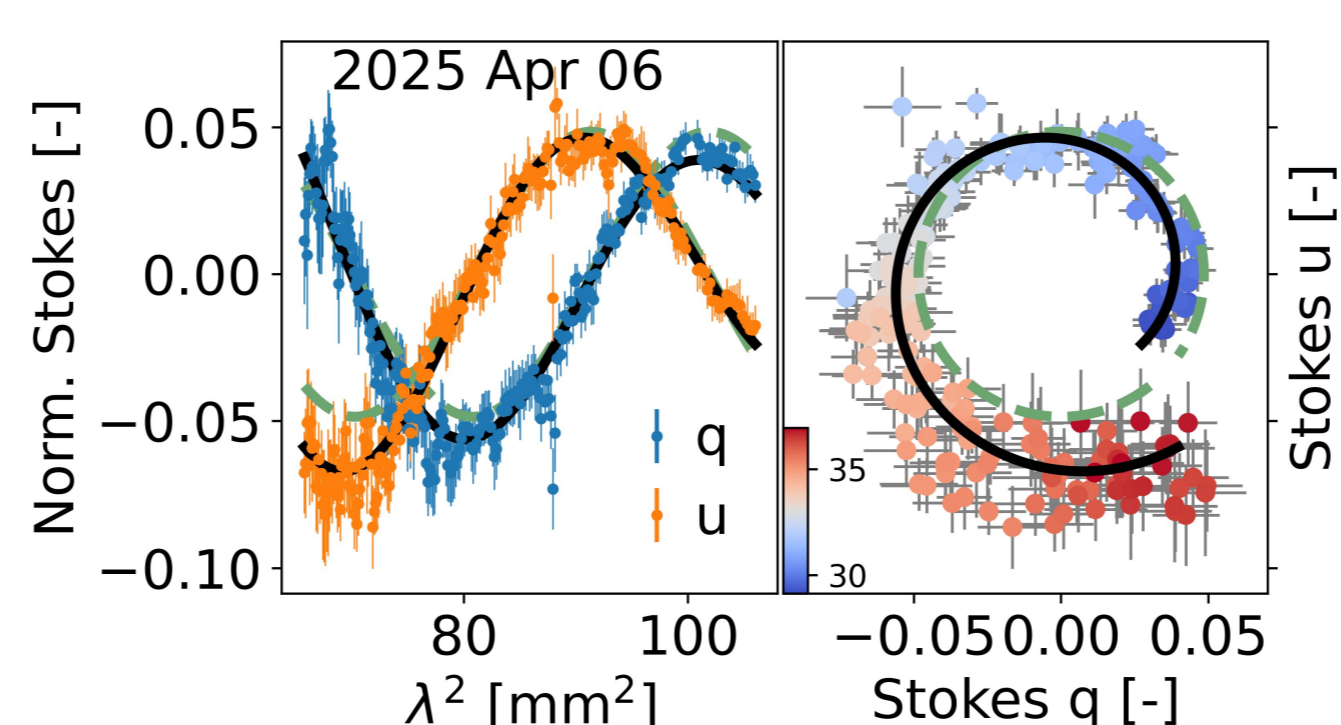 2025 Apr 06
Norm. Stokes [-]
0.05
0.00
−0.05
−0.10
80
100
λ² [mm²]
q
u
35
30
−0.05
0.00
0.05
Stokes q [-]
Stokes u [-]